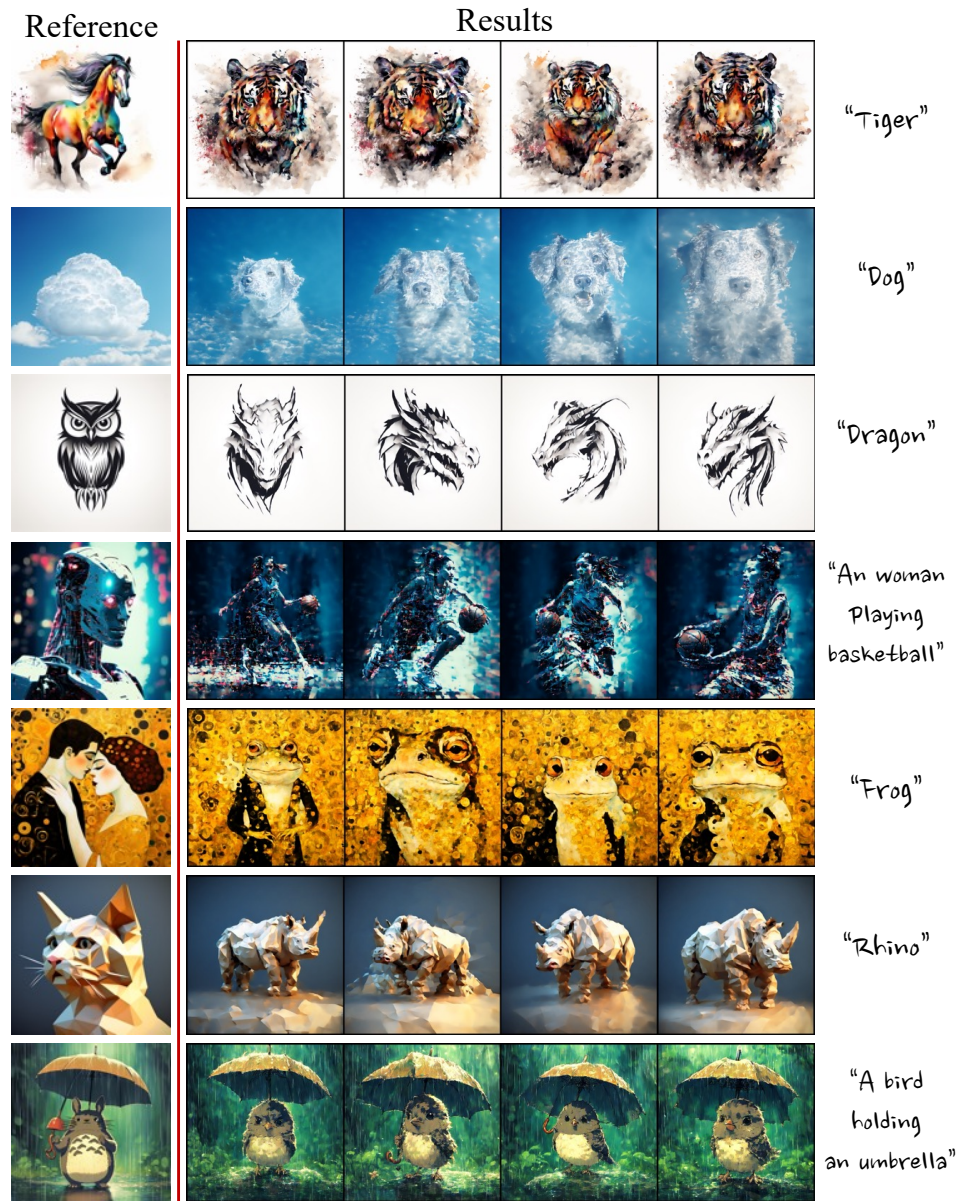 Reference
Results
“Tiger”
“Dog”
“Dragon”
“An woman
Playing
basketball”
“Frog”
“Rhino”
“A bird
holding
an umbrella”